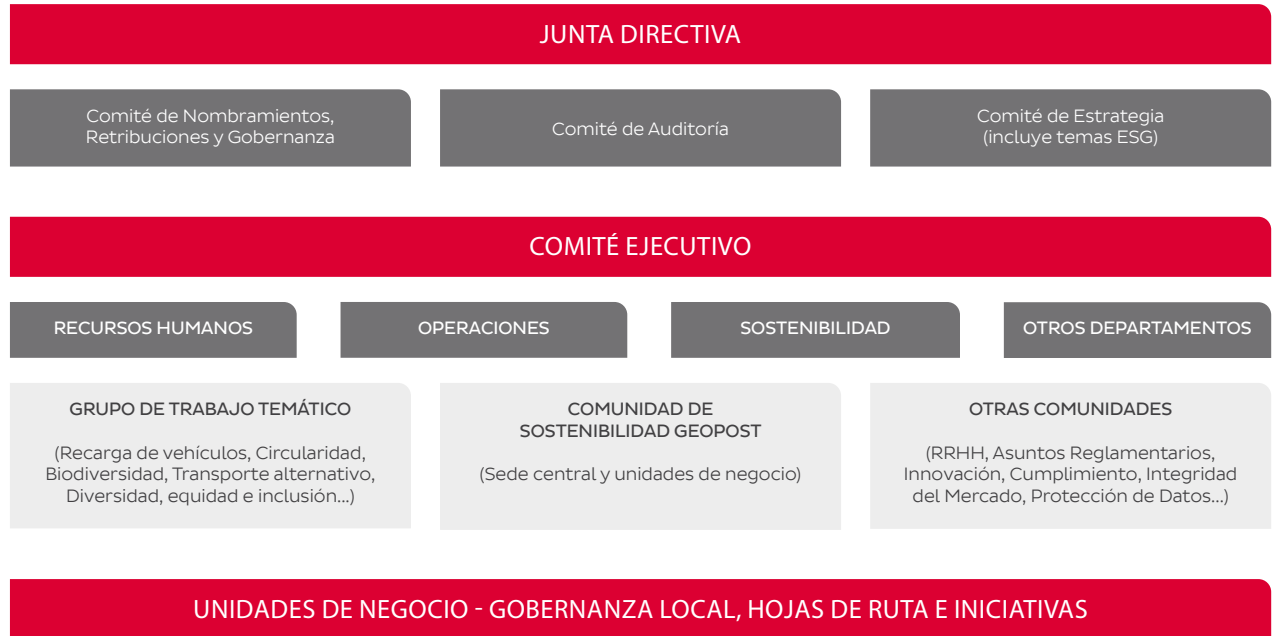 JUNTA DIRECTIVA
Comité de Nombramientos,
Retribuciones y Gobernanza
Comité de Auditoría
Comité de Estrategia
(incluye temas ESG)
COMITÉ EJECUTIVO
RECURSOS HUMANOS
OPERACIONES
SOSTENIBILIDAD
OTROS DEPARTAMENTOS
GRUPO DE TRABAJO TEMÁTICO
(Recarga de vehículos, Circularidad,
Biodiversidad, Transporte alternativo,
Diversidad, equidad e inclusión...)
COMUNIDAD DE
SOSTENIBILIDAD GEOPOST
(Sede central y unidades de negocio)
OTRAS COMUNIDADES
(RRHH, Asuntos Reglamentarios,
Innovación, Cumplimiento, Integridad
del Mercado, Protección de Datos...)
UNIDADES DE NEGOCIO - GOBERNANZA LOCAL, HOJAS DE RUTA E INICIATIVAS